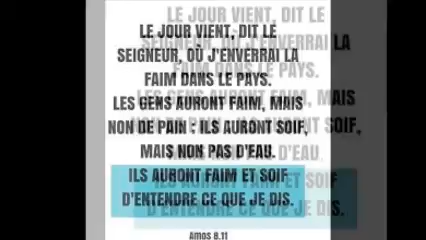 LE JOUR VIENT, DIT LE
SEIGNEUR, OÙ J'ENVERRAI LA
FAIM DANS LE PAYS.
LES GENS AURONT FAIM, MAIS
NON DE PAIN : ILS AURONT SOIF,
MAIS NON PAS D'EAU.
ILS AURONT FAIM ET SOIF
D'ENTENDRE CE QUE JE DIS.
Amos 8.11